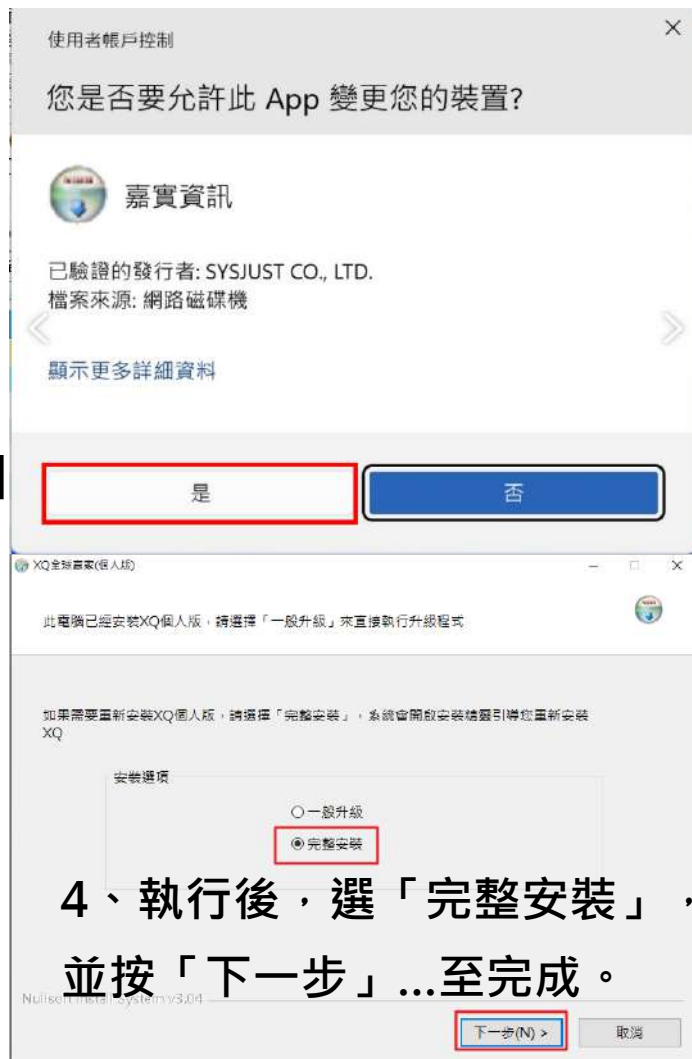 使用者帳戶控制
您是否要允許此 App 變更您的裝置?
嘉實資訊
已驗證的發行者: SYSJUST CO., LTD.
檔案來源: 網路磁碟機
顯示更多詳細資料
是
否
XQ全球贏家(個人版)
此電腦已經安裝XQ個人版，請選擇「一般升級」來直接執行升級程式
如果需要重新安裝XQ個人版，請選擇「完整安裝」，系統會開啟安裝精靈引導您重新安裝
XQ
安裝選項
一般升級
完整安裝
4、執行後，選「完整安裝」，
並按「下一步」...至完成。
Nullsoft Install System v3.04
下一步(N) >
取消